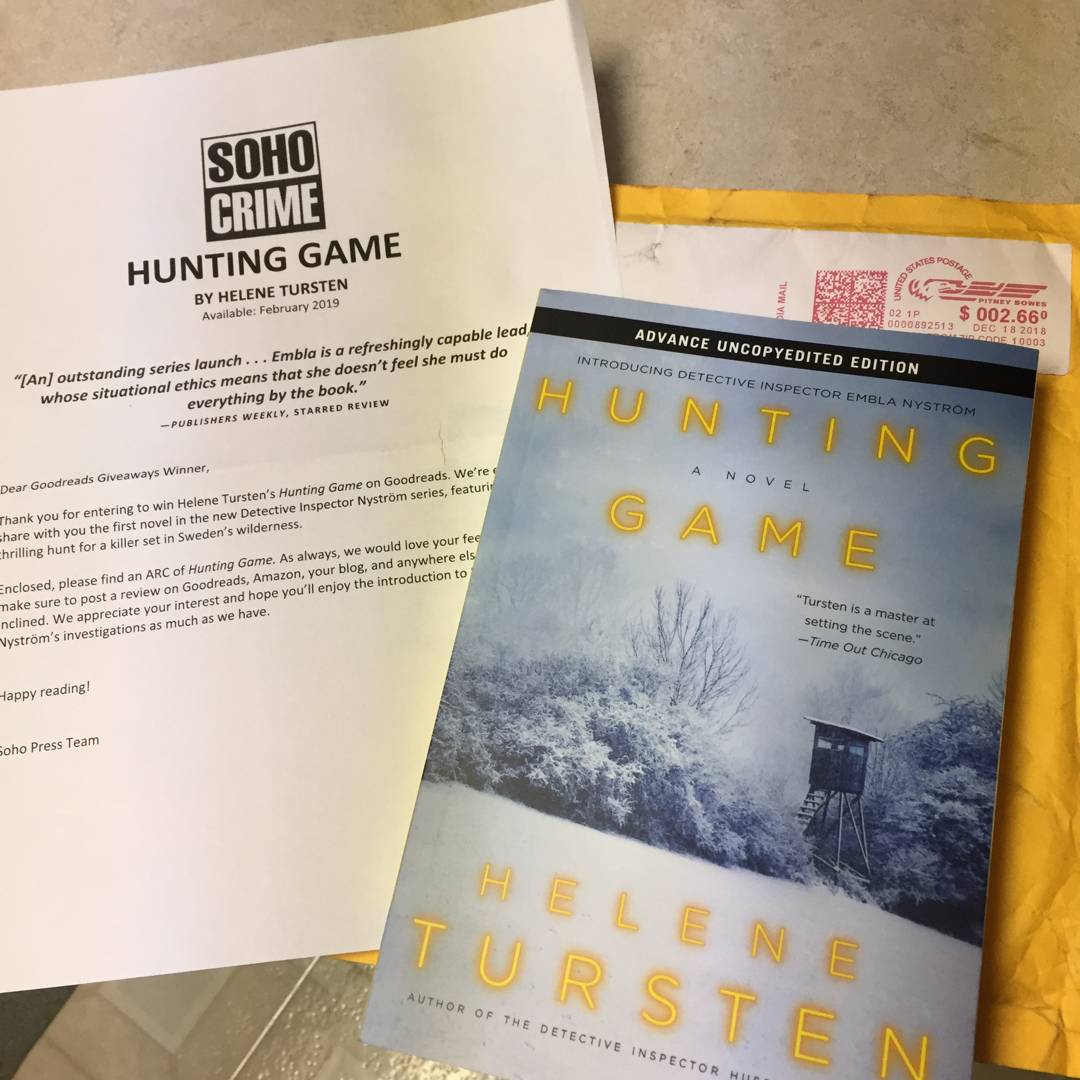 SOHO
CRIME
HUNTING GAME
BY HELENE TURSTEN
Available: February 2019
"[An] outstanding series launch . . . Embla is a refreshingly capable lead
whose situational ethics means that she doesn't feel she must do
everything by the book."
—PUBLISHERS WEEKLY, STARRED REVIEW
Dear Goodreads Giveaways Winner,
Thank you for entering to win Helene Tursten's Hunting Game on Goodreads. We're
share with you the first novel in the new Detective Inspector Nyström series,
thrilling hunt for a killer set in Sweden's wilderness.
Enclosed, please find an ARC of Hunting Game. As always, we would love your
make sure to post a review on Goodreads, Amazon, your blog, and anywhere
inclined. We appreciate your interest and hope you'll enjoy the introduction to
Nyström's investigations as much as we have.
Happy reading!
Soho Press Team
MAIL
UNITED STATES POSTAGE
PITNEY BOWES
02 1P
$ 002.66⁰
0000892513
DEC 18 2018
ZIP CODE 10003
ADVANCE UNCOPYEDITED EDITION
INTRODUCING DETECTIVE INSPECTOR EMBLA NYSTRÖM
HUNTING
A NOVEL
GAME
"Tursten is a master at
setting the scene."
—Time Out Chicago
HELENE
TURSTEN
AUTHOR OF THE DETECTIVE INSPECTOR